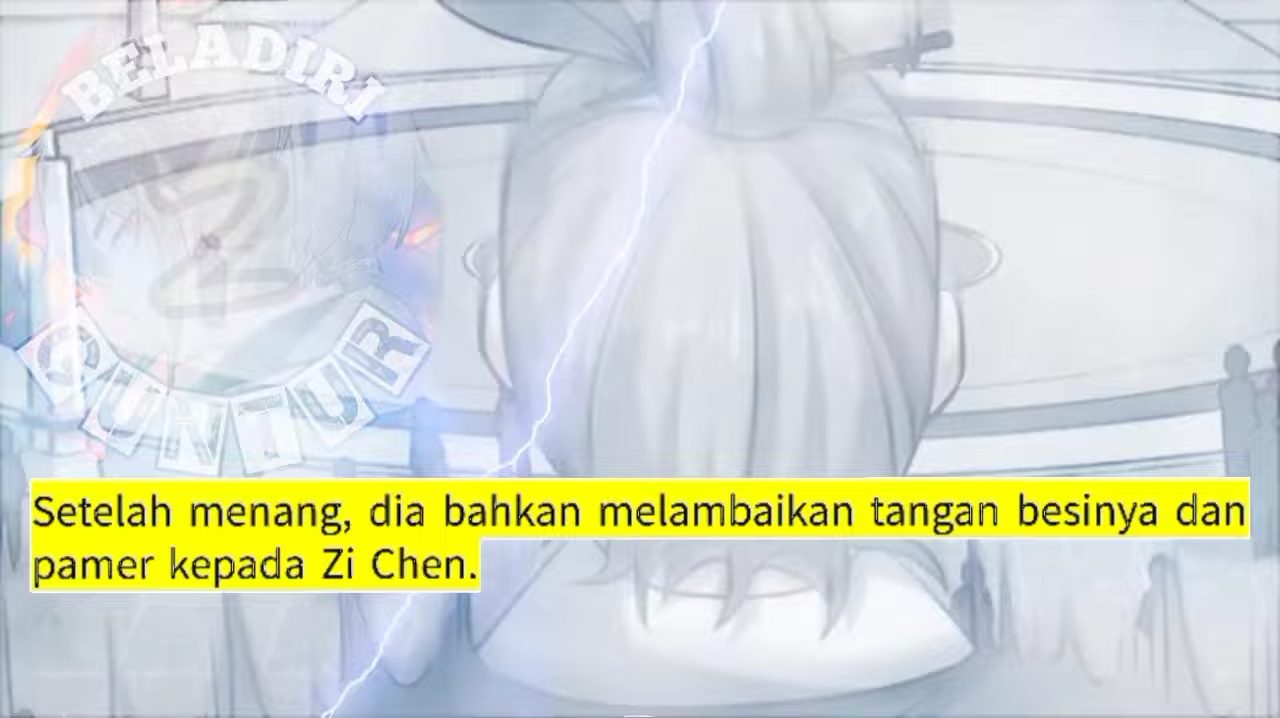 BELADIRI
GUNTUR
Setelah menang, dia bahkan melambaikan tangan besinya dan
pamer kepada Zi Chen.